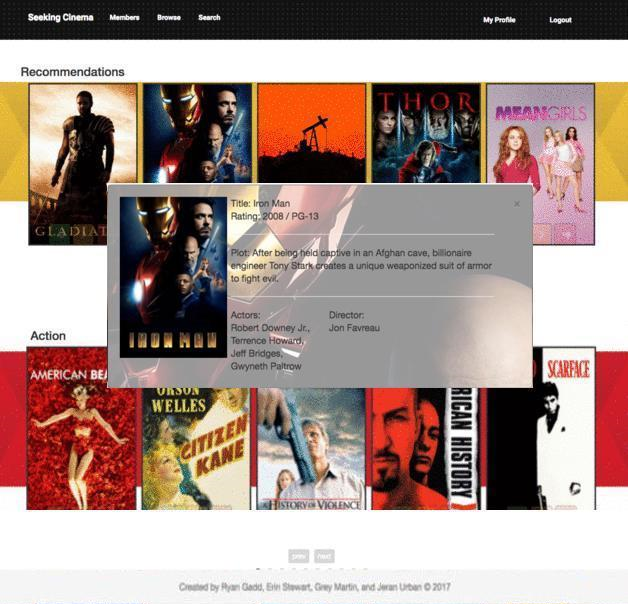 Seeking Cinema Members Browse Search My Profile Logout
Recommendations
GLADIAT
THOR
MEAN GIRLS
Title: Iron Man
×
Rating: 2008 / PG-13
Plot: After being held captive in an Afghan cave, billionaire
engineer Tony Stark creates a unique weaponized suit of armor
to fight evil.
IRON MAN
Actors:
Robert Downey Jr.,
Terrence Howard,
Jeff Bridges,
Gwyneth Paltrow
Director:
Jon Favreau
Action
AMERICAN BEA
ORSON
WELLES
CITIZEN
KANE
A HISTORY OF VIOLENCE
RICAN HISTORY
SCARFACE
prev next
Created by Ryan Gadd, Erin Stewart, Grey Martin, and Jeran Urban © 2017